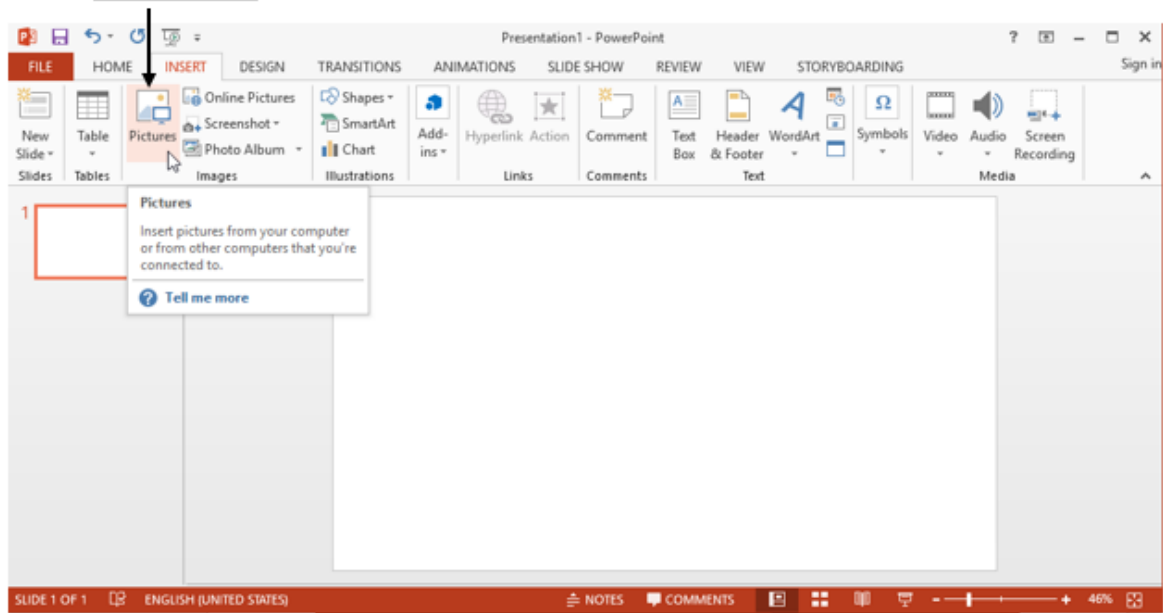 Presentation1 - PowerPoint
?
FILE HOME INSERT DESIGN TRANSITIONS ANIMATIONS SLIDE SHOW REVIEW VIEW STORYBOARDING Sign in
New Slide
Table
Pictures
Online Pictures
Screenshot
Photo Album
Shapes
SmartArt
Chart
Add-ins
Hyperlink
Action
Comment
Text Box
Header & Footer
WordArt
Symbols
Video
Audio
Screen Recording
Slides Tables Images Illustrations Links Comments Text Media
1
Pictures
Insert pictures from your computer
or from other computers that you're
connected to.
? Tell me more
SLIDE 1 OF 1 ENGLISH (UNITED STATES) NOTES COMMENTS - + 46%